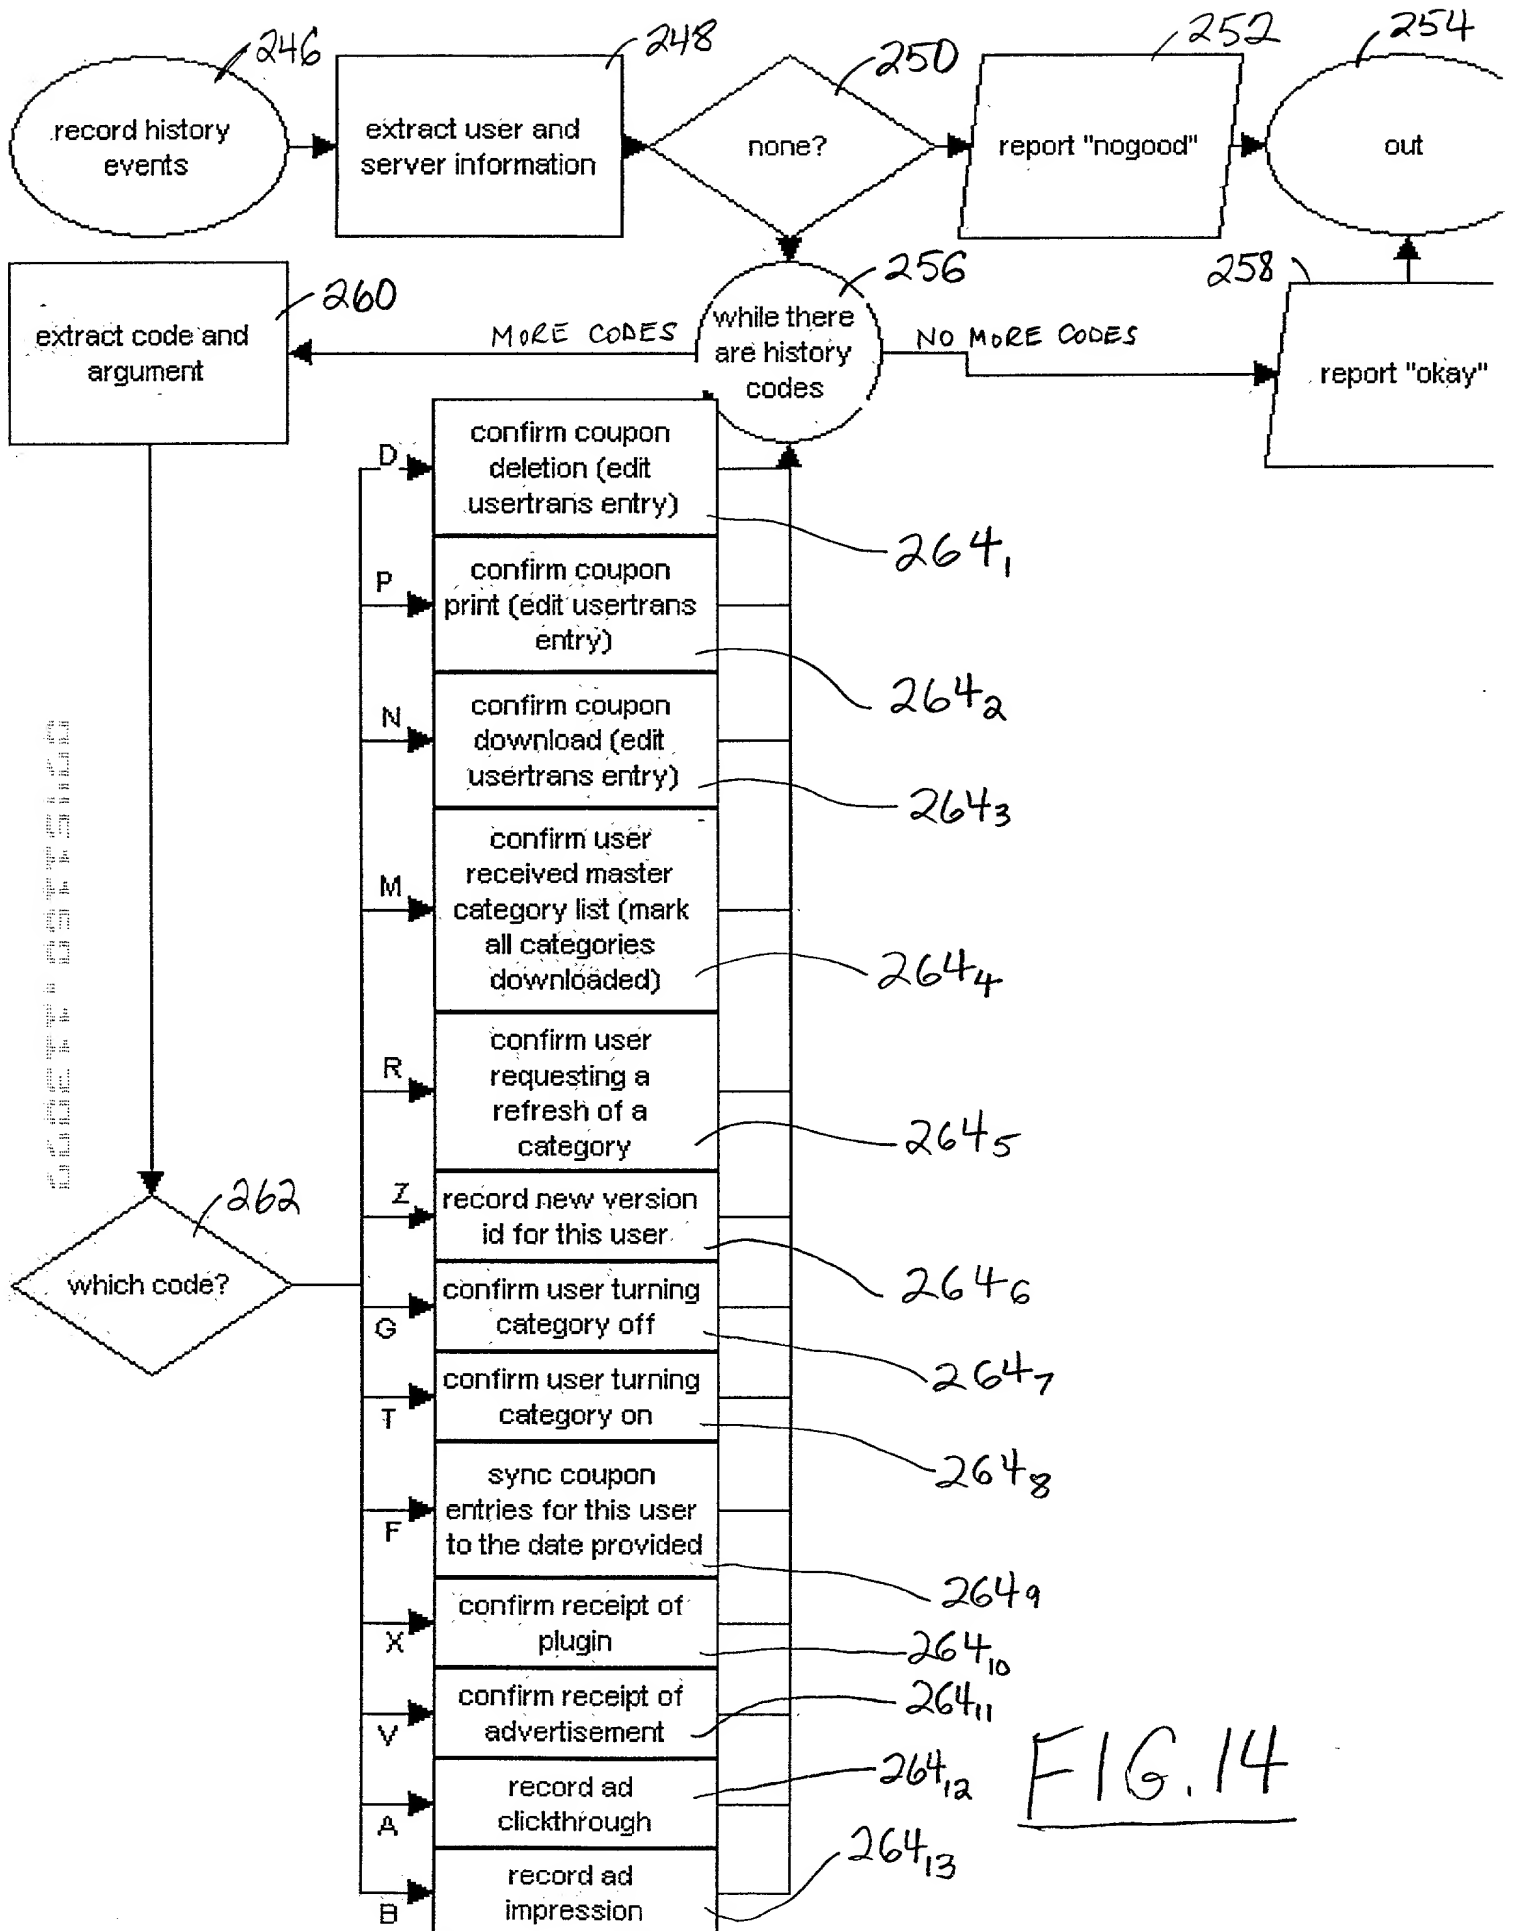 246
248
250
252
254
record history
events
extract user and
server information
none?
report "nogood"
out
260
256
258
extract code and
argument
MORE CODES
while there
are history
codes
NO MORE CODES
report "okay"
D
confirm coupon
deletion (edit
usertrans entry)
264₁
P
confirm coupon
print (edit usertrans
entry)
264₂
N
confirm coupon
download (edit
usertrans entry)
264₃
M
confirm user
received master
category list (mark
all categories
downloaded)
264₄
R
confirm user
requesting a
refresh of a
category
264₅
262
which code?
Z
record new version
id for this user
264₆
G
confirm user turning
category off
264₇
T
confirm user turning
category on
264₈
F
sync coupon
entries for this user
to the date provided
264₉
X
confirm receipt of
plugin
264₁₀
V
confirm receipt of
advertisement
264₁₁
A
record ad
clickthrough
264₁₂
B
record ad
impression
264₁₃
FIG. 14